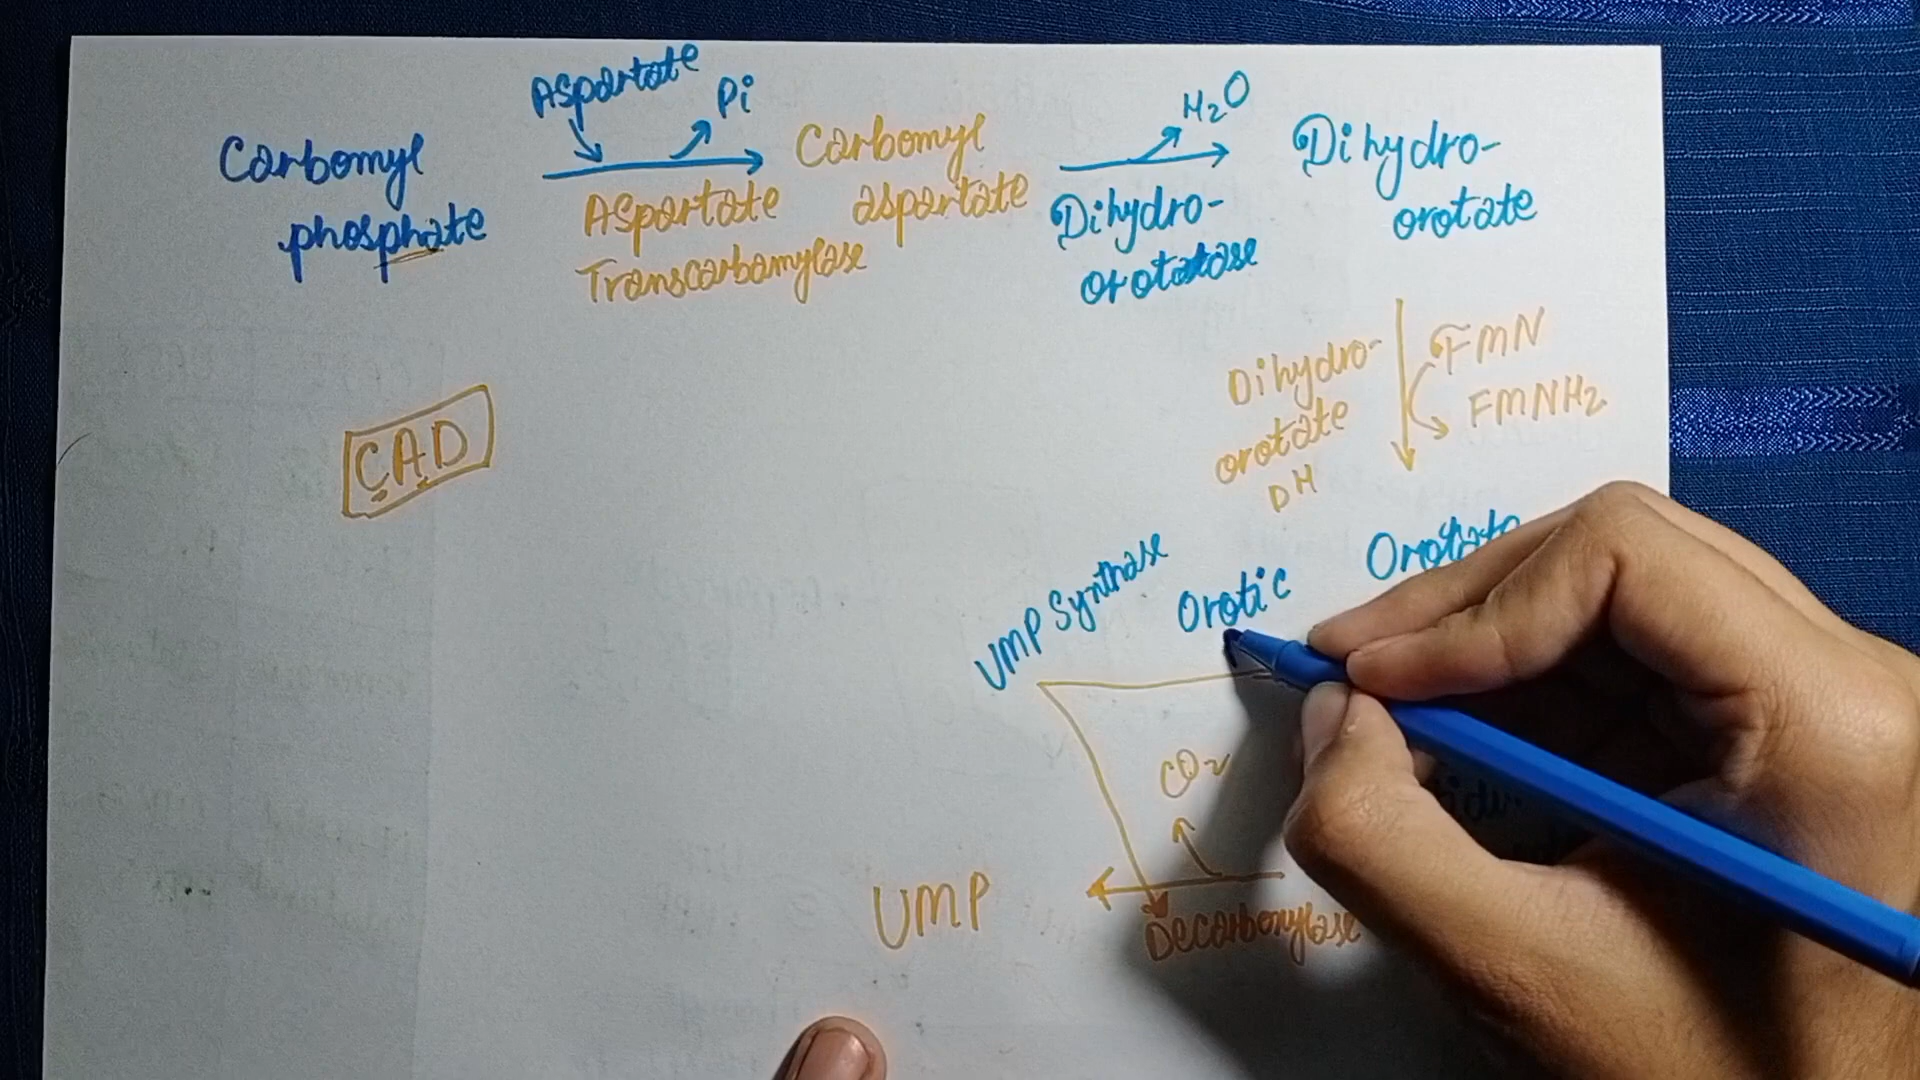 Aspartate
Pi
Carbomyl
phosphate
Aspartate
Transcarbamylase
Carbomyl
aspartate
H2O
Dihydro-
orotatase
Dihydro-
orotate
Dihydro-
orotate
DH
FMN
FMNH2
CAD
Orotate
UMP Synthase
Orotic
CO2
UMP
Decarboxylase